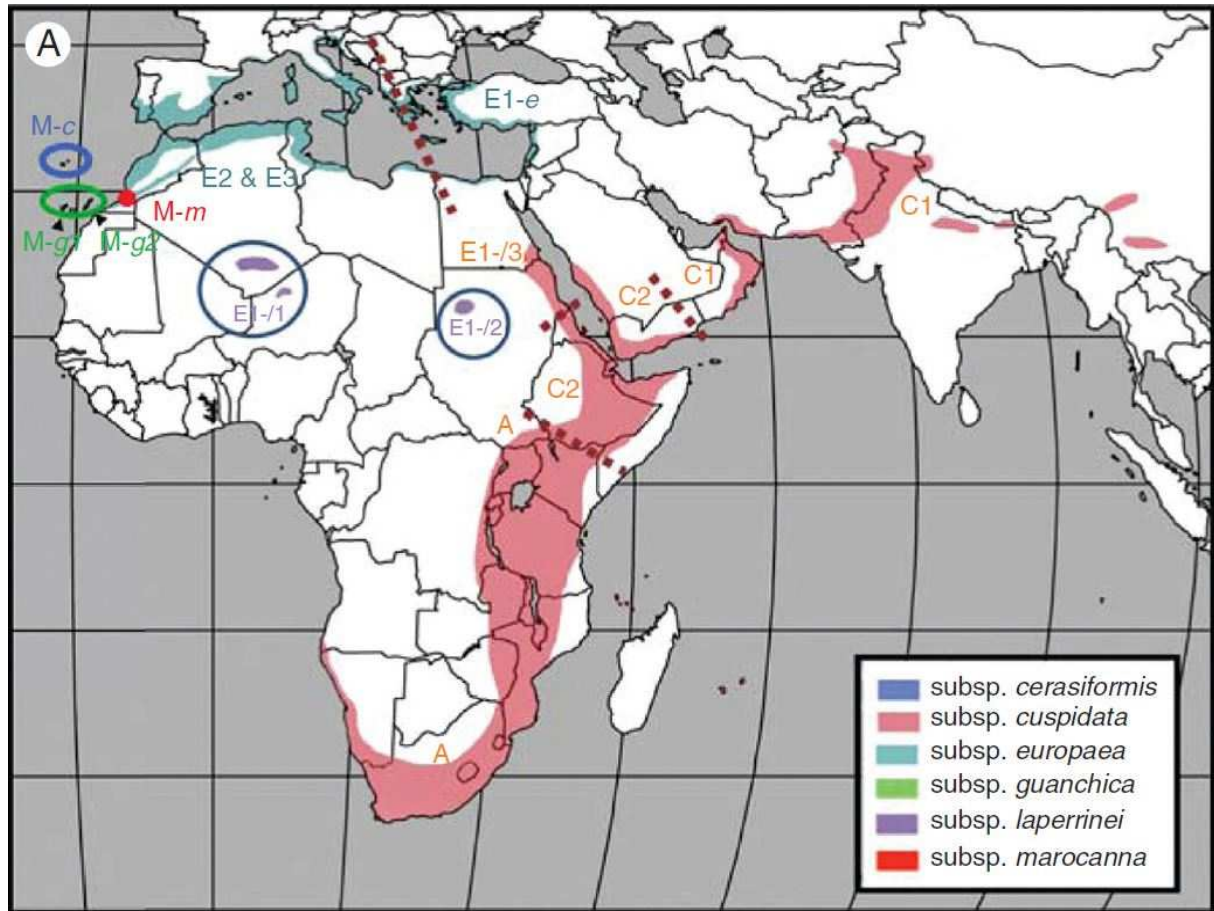 A
E1-e
M-c
E2 & E3
M-m
M-g1 M-g2
C1
E1-/3
C1
C2
E1-/1
E1-/2
C2
A
A
subsp. cerasiformis
subsp. cuspidata
subsp. europaea
subsp. guanchica
subsp. laperrinei
subsp. marocanna